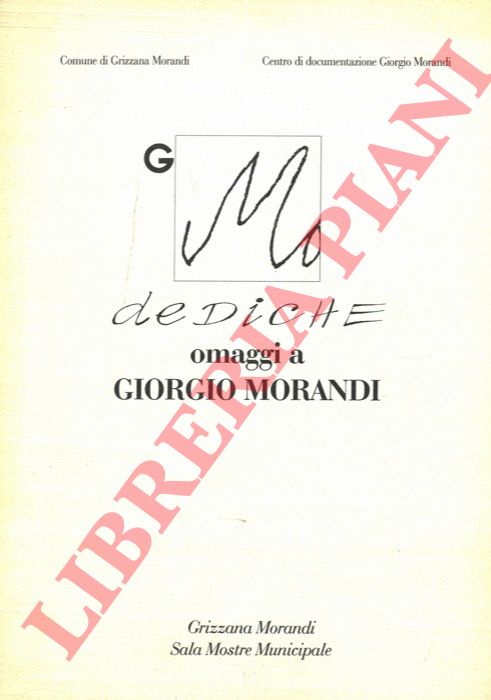 Comune di Grizzana Morandi Centro di documentazione Giorgio Morandi
G
Mo
deDiCHE
omaggi a
GIORGIO MORANDI
LIBRERIA PIANI
Grizzana Morandi
Sala Mostre Municipale